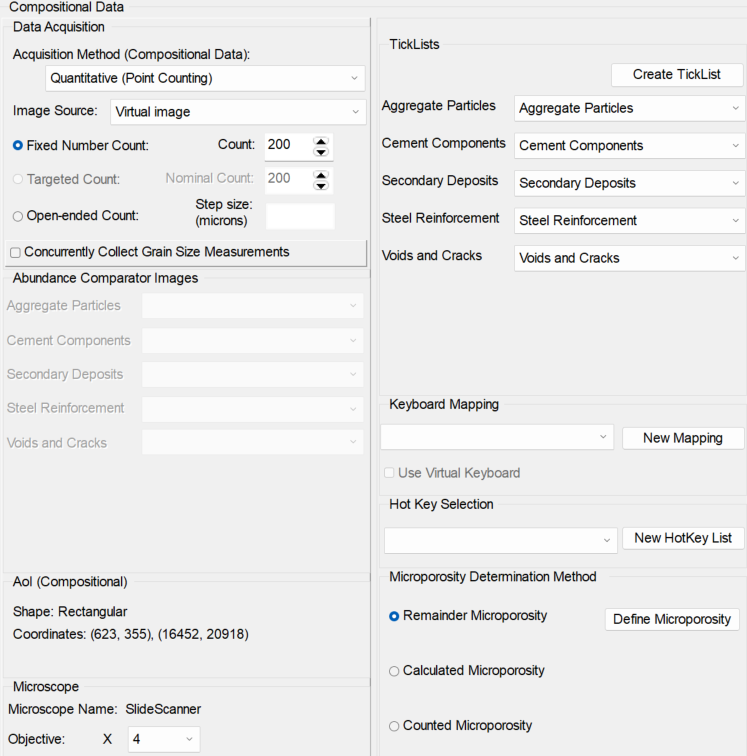 Compositional Data
Data Acquisition
Acquisition Method (Compositional Data):
Quantitative (Point Counting)
Image Source: Virtual image
Fixed Number Count: Count: 200
Targeted Count: Nominal Count: 200
Open-ended Count: Step size:
(microns)
Concurrently Collect Grain Size Measurements
Abundance Comparator Images
Aggregate Particles
Cement Components
Secondary Deposits
Steel Reinforcement
Voids and Cracks
AoI (Compositional)
Shape: Rectangular
Coordinates: (623, 355), (16452, 20918)
Microscope
Microscope Name: SlideScanner
Objective: X 4
TickLists
Create TickList
Aggregate Particles Aggregate Particles
Cement Components Cement Components
Secondary Deposits Secondary Deposits
Steel Reinforcement Steel Reinforcement
Voids and Cracks Voids and Cracks
Keyboard Mapping
New Mapping
Use Virtual Keyboard
Hot Key Selection
New HotKey List
Microporosity Determination Method
Remainder Microporosity Define Microporosity
Calculated Microporosity
Counted Microporosity